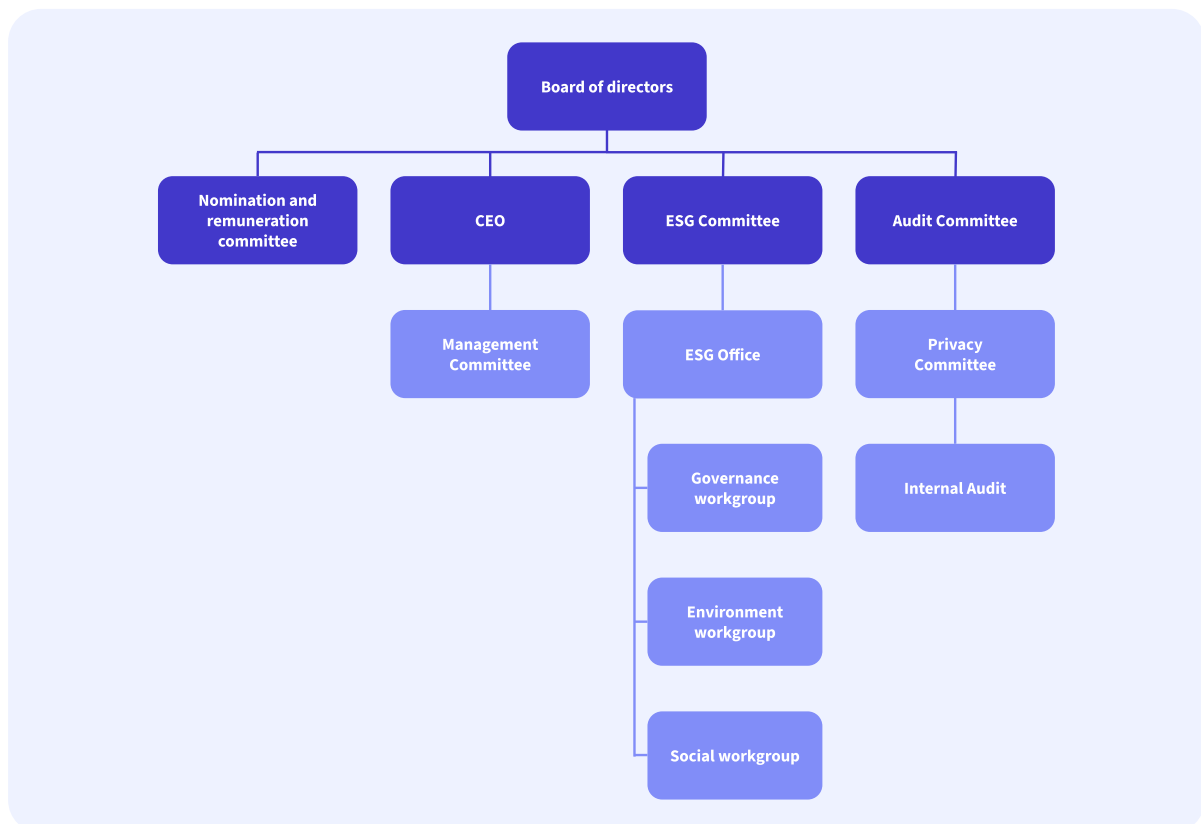 Board of directors
Nomination and
remuneration
committee
CEO
ESG Committee
Audit Committee
Management
Committee
ESG Office
Privacy
Committee
Governance
workgroup
Internal Audit
Environment
workgroup
Social workgroup